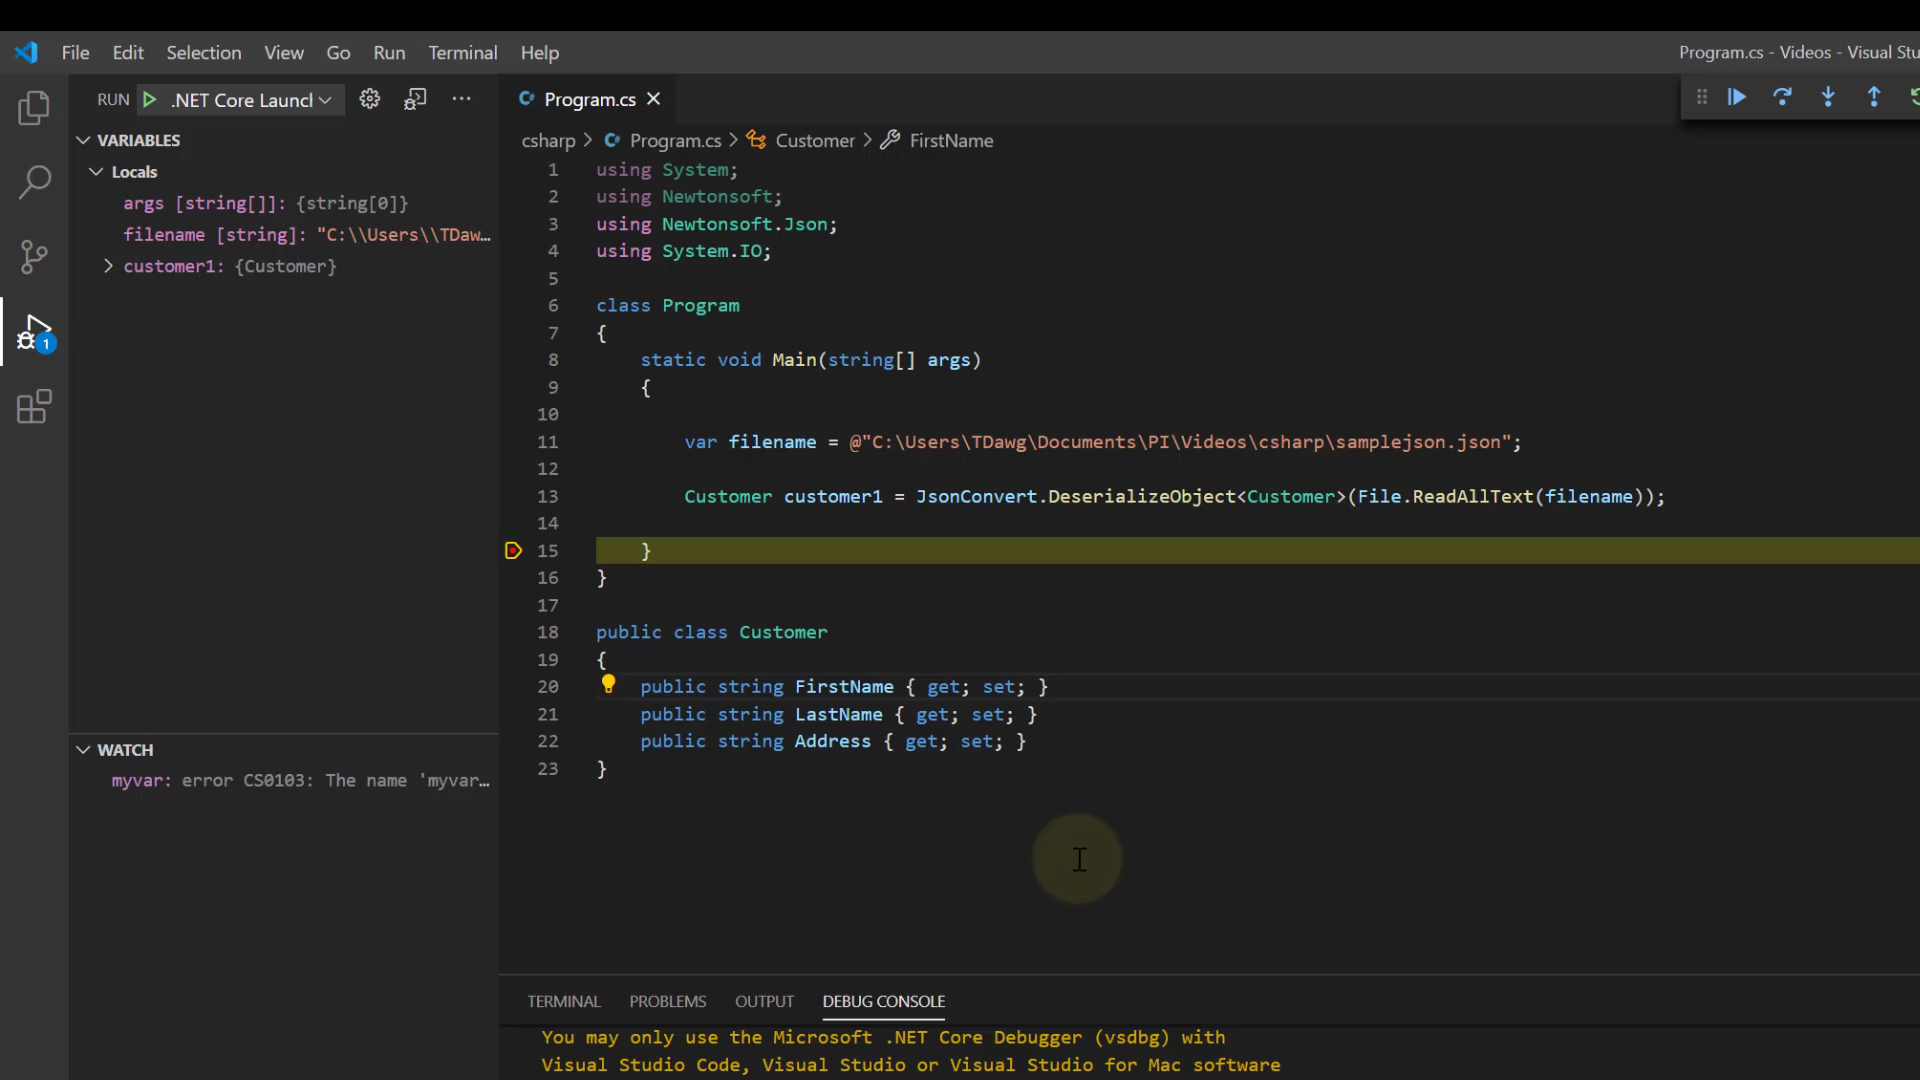 File Edit Selection View Go Run Terminal Help
Program.cs - Videos - Visual Stu
RUN .NET Core Launcl
VARIABLES
Locals
args [string[]]: {string[0]}
filename [string]: "C:\\Users\\TDaw…
customer1: {Customer}
1
WATCH
myvar: error CS0103: The name 'myvar…
Program.cs
csharp > Program.cs > Customer > FirstName
1 using System;
2 using Newtonsoft;
3 using Newtonsoft.Json;
4 using System.IO;
5
6 class Program
7 {
8 static void Main(string[] args)
9 {
10
11 var filename = @"C:\Users\TDawg\Documents\PI\Videos\csharp\samplejson.json";
12
13 Customer customer1 = JsonConvert.DeserializeObject<Customer>(File.ReadAllText(filename));
14
15 }
16 }
17
18 public class Customer
19 {
20 public string FirstName { get; set; }
21 public string LastName { get; set; }
22 public string Address { get; set; }
23 }
TERMINAL PROBLEMS OUTPUT DEBUG CONSOLE
You may only use the Microsoft .NET Core Debugger (vsdbg) with
Visual Studio Code, Visual Studio or Visual Studio for Mac software